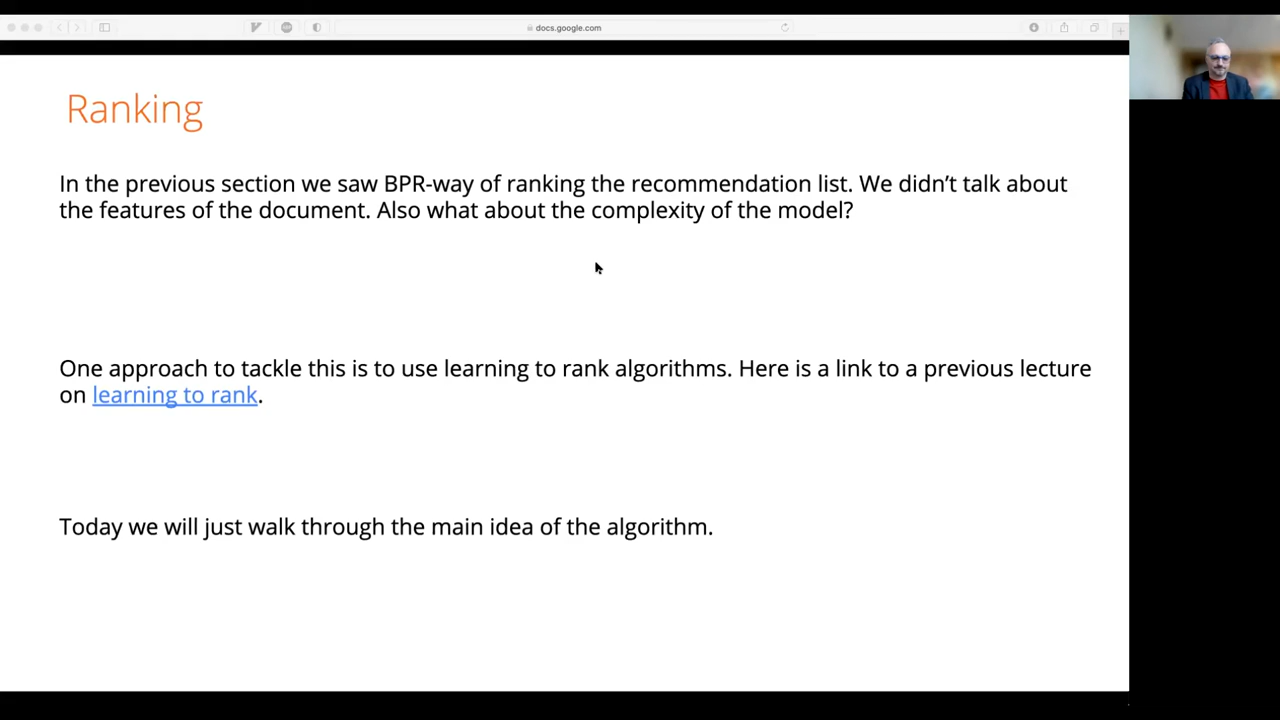 docs.google.com
Ranking
In the previous section we saw BPR-way of ranking the recommendation list. We didn’t talk about
the features of the document. Also what about the complexity of the model?
One approach to tackle this is to use learning to rank algorithms. Here is a link to a previous lecture
on learning to rank.
Today we will just walk through the main idea of the algorithm.